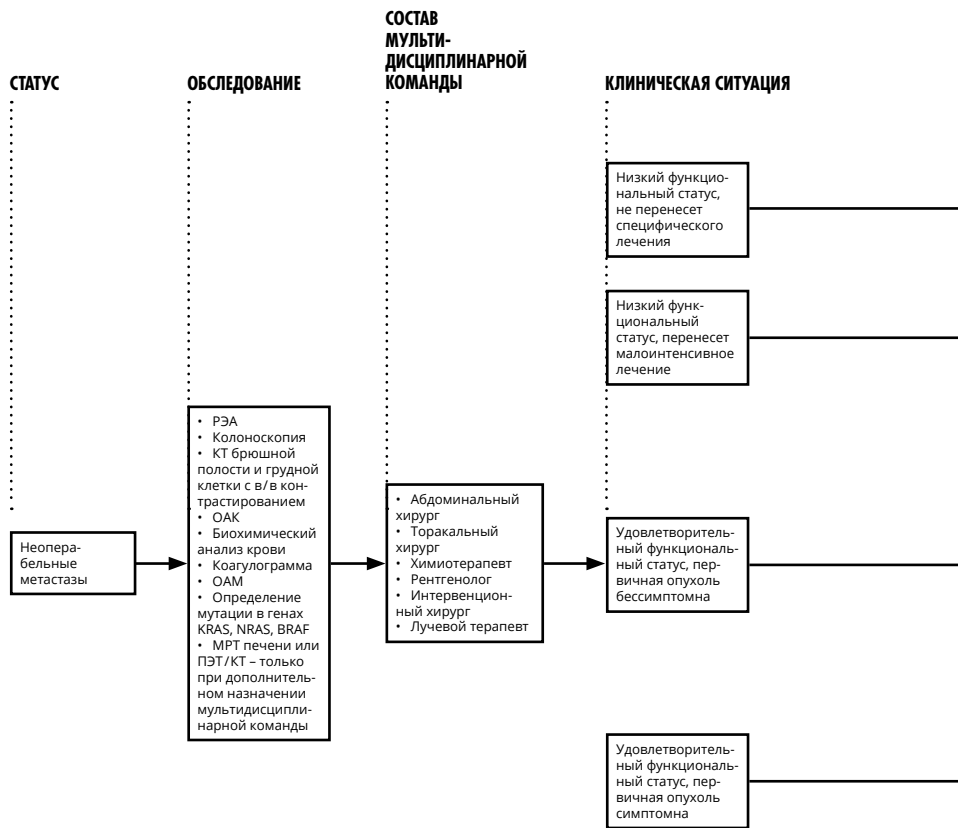 СТАТУС
ОБСЛЕДОВАНИЕ
СОСТАВ
МУЛЬТИ-
ДИСЦИПЛИНАРНОЙ
КОМАНДЫ
КЛИНИЧЕСКАЯ СИТУАЦИЯ
Неопера-
бельные
метастазы
• РЭА
• Колоноскопия
• КТ брюшной
полости и грудной
клетки с в/в кон-
трастированием
• ОАК
• Биохимический
анализ крови
• Коагулограмма
• ОАМ
• Определение
мутации в генах
KRAS, NRAS, BRAF
• МРТ печени или
ПЭТ/КТ – только
при дополнитель-
ном назначении
мультидисципли-
нарной команды
• Абдоминальный
хирург
• Торакальный
хирург
• Химиотерапевт
• Рентгенолог
• Интервенцион-
ный хирург
• Лучевой терапевт
Низкий функцио-
нальный статус,
не перенесет
специфического
лечения
Низкий функ-
циональный
статус, перенесет
малоинтенсивное
лечение
Удовлетворитель-
ный функциональ-
ный статус, пер-
вичная опухоль
бессимптомна
Удовлетворитель-
ный функциональ-
ный статус, пер-
вичная опухоль
симптомна